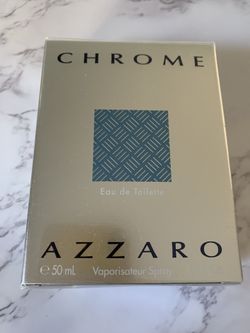 CHROME
Eau de Toilette
AZZARO
℮ 50 mL Vaporisateur Spray